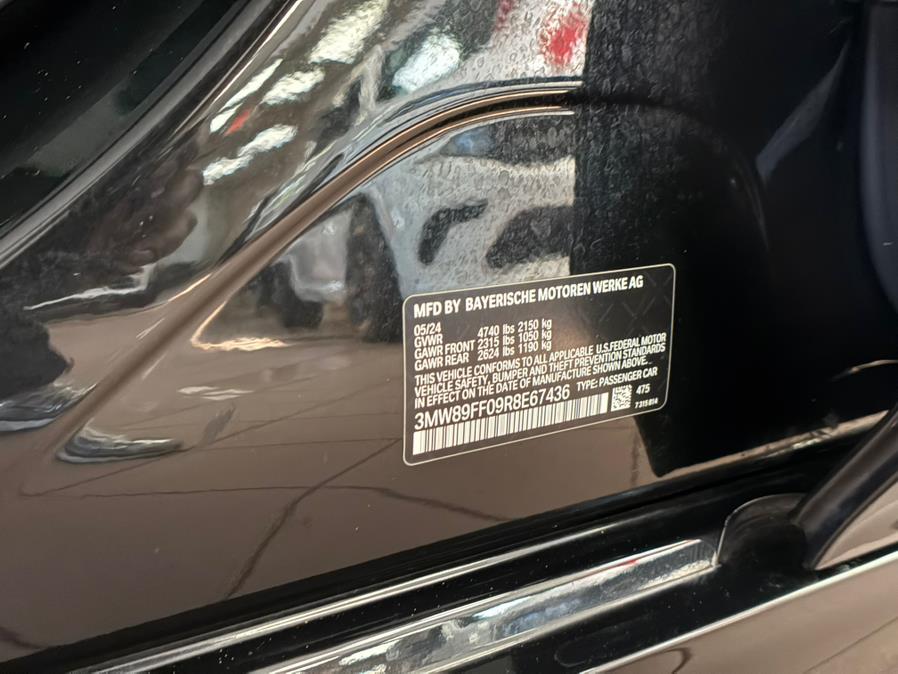 MFD BY BAYERISCHE MOTOREN WERKE AG
05/24
GVWR 4740 lbs 2150 kg
GAWR FRONT 2315 lbs 1050 kg
GAWR REAR 2624 lbs 1190 kg
THIS VEHICLE CONFORMS TO ALL APPLICABLE U.S.FEDERAL MOTOR
VEHICLE SAFETY, BUMPER AND THEFT PREVENTION STANDARDS
IN EFFECT ON THE DATE OF MANUFACTURE SHOWN ABOVE.
3MW89FF09R8E67436 TYPE: PASSENGER CAR
475
7 315 814